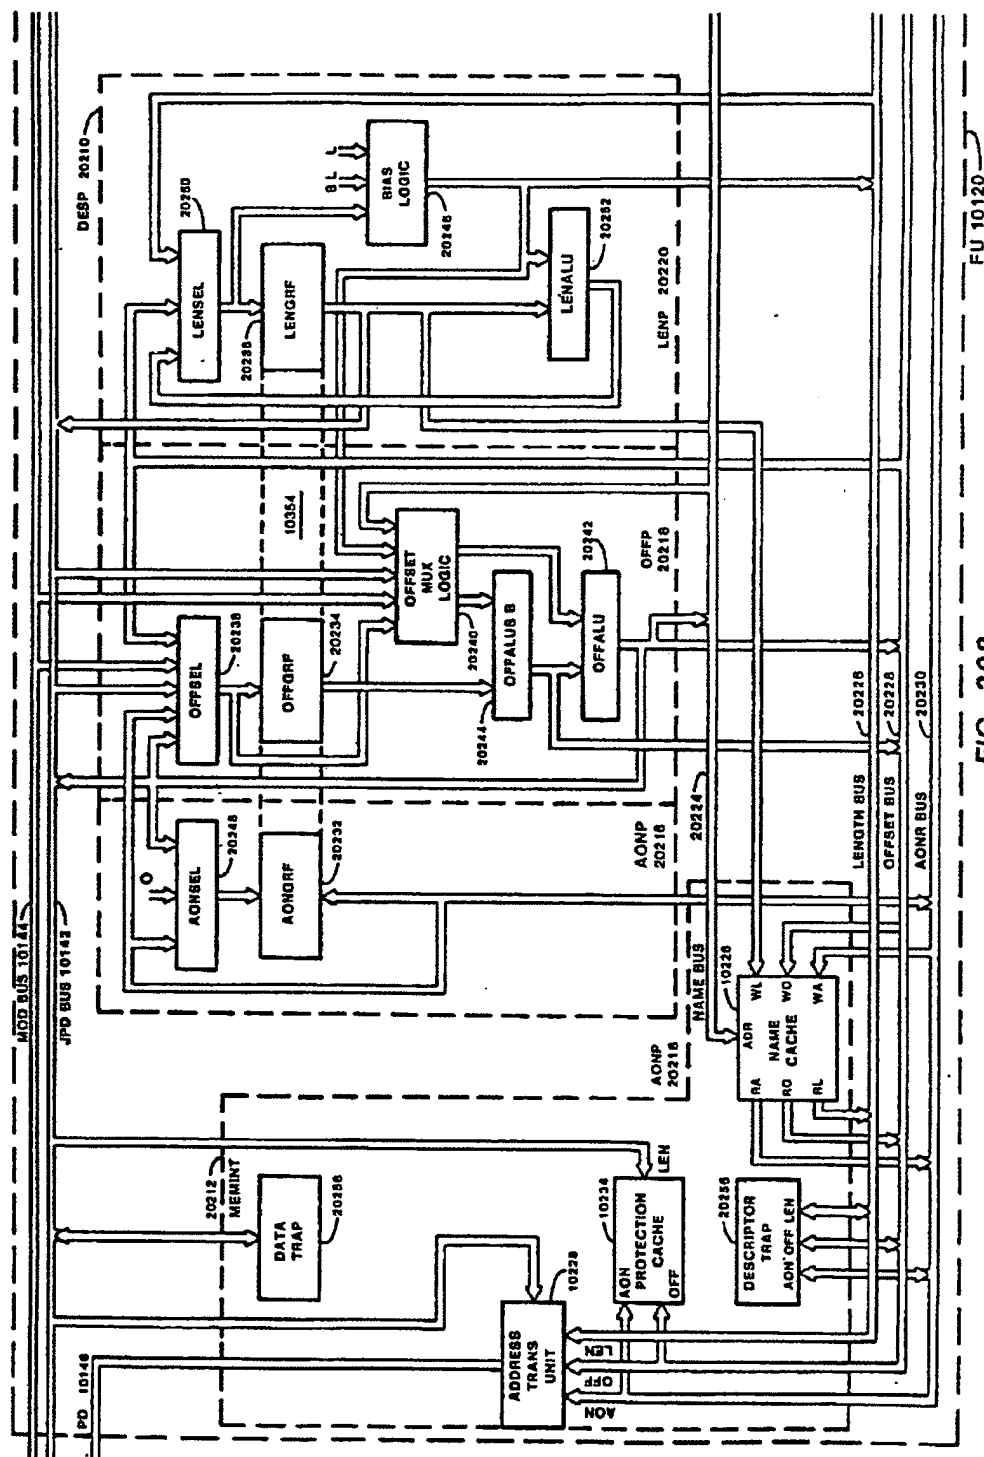 MOD BUS 10144
JPD BUS 10142
PD 10146
DESP 20210
20212
MEMINT
DATA
TRAP
20258
ADDRESS
TRANS
UNIT
10228
AON
OFF
LEN
AON
PROTECTION
CACHE
OFF
LEN
10234
DESCRIPTOR
TRAP
AON OFF LEN
20256
AONP
20216
NAME BUS
20224
10226
ADR
NAME
CACHE
RA
RO
RL
WL
WO
WA
AONSEL
20248
AONGRF
20232
AONP
20216
OFFSEL
20238
OFFGRF
20234
10354
OFFSET
MUX
LOGIC
20240
OFFALUS B
20244
OFFALU
20242
OFFP
20218
LENSEL
20250
LENGRF
20236
BIAS
LOGIC
20246
BL
L
LENALU
20252
LENP 20220
LENGTH BUS
20226
OFFSET BUS
20228
AONR BUS
20230
FU 10120